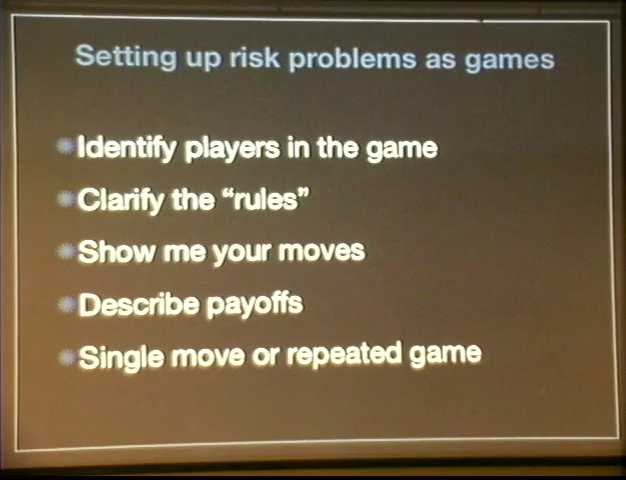 Setting up risk problems as games
Identify players in the game
Clarify the “rules”
Show me your moves
Describe payoffs
Single move or repeated game